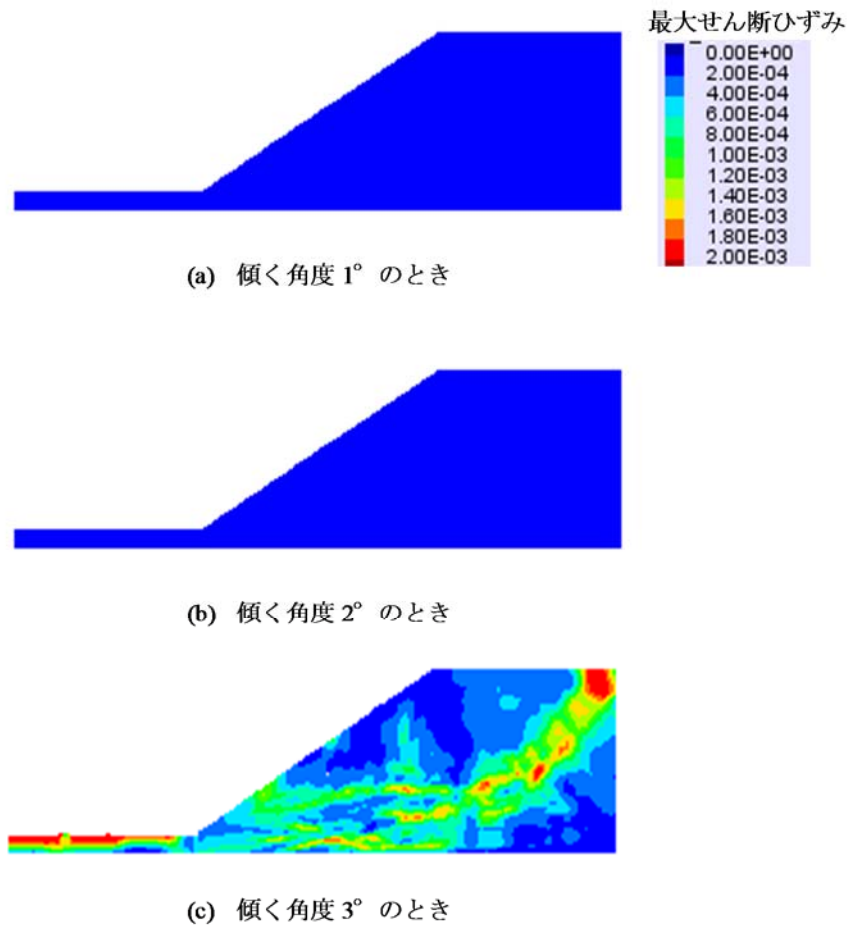 最大せん断ひずみ
0.00E+00
2.00E-04
4.00E-04
6.00E-04
8.00E-04
1.00E-03
1.20E-03
1.40E-03
1.60E-03
1.80E-03
2.00E-03
(a) 傾く角度 1° のとき
(b) 傾く角度 2° のとき
(c) 傾く角度 3° のとき